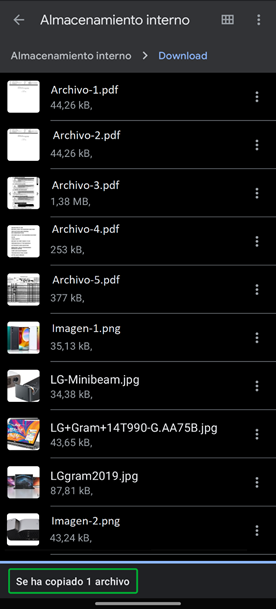 Almacenamiento interno
Almacenamiento interno > Download
Archivo-1.pdf
44,26 kB,
Archivo-2.pdf
44,26 kB,
Archivo-3.pdf
1,38 MB,
Archivo-4.pdf
253 kB,
Archivo-5.pdf
377 kB,
Imagen-1.png
35,13 kB,
LG-Minibeam.jpg
34,38 kB,
LG+Gram+14T990-G.AA75B.jpg
43,65 kB,
LGgram2019.jpg
87,81 kB,
Imagen-2.png
43,24 kB,
Se ha copiado 1 archivo